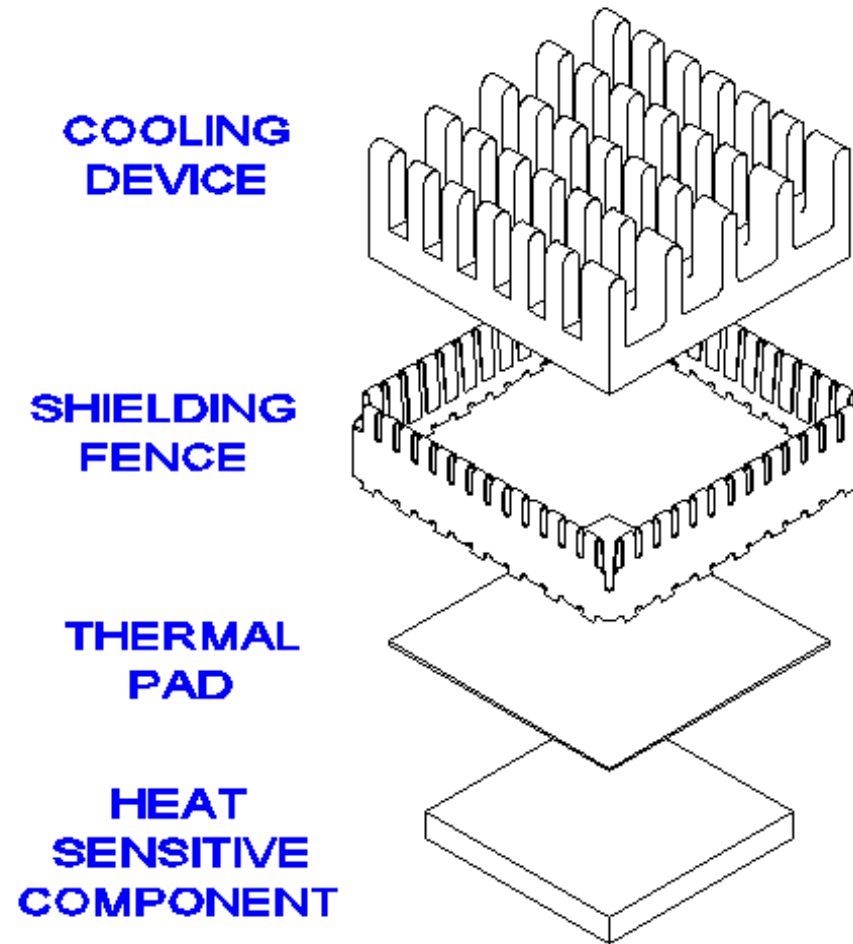 COOLING
DEVICE
SHIELDING
FENCE
THERMAL
PAD
HEAT
SENSITIVE
COMPONENT